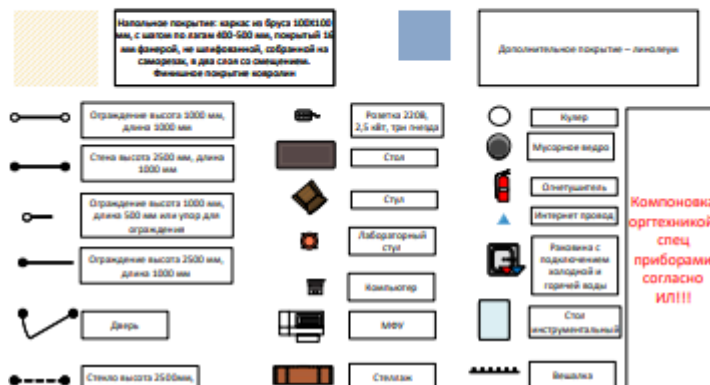 Напольное покрытие: каркас из бруса 100Х100
мм, с шагом по лагам 400-500 мм, покрытый 16
мм фанерой, не шлифованной, собранной на
саморезах, в два слоя со смещением.
Финишное покрытие ковролин
Дополнительное покрытие – линолеум
Ограждение высота 1000 мм,
длина 1000 мм
Стена высота 2500 мм, длина
1000 мм
Ограждение высота 1000 мм,
длина 500 мм или упор для
ограждения
Ограждение высота 2500 мм,
длина 1000 мм
Дверь
Стекло высота 2500мм,
Розетка 220В,
2,5 кВт, три гнезда
Стол
Стул
Лабораторный
стул
Компьютер
МФУ
Стеллаж
Кулер
Мусорное ведро
Огнетушитель
Интернет провод
Раковина с
подключением
холодной и
горячей воды
Стол
инструментальный
Вешалка
Компоновка
оргтехникой
спец
приборами
согласно
ИЛ!!!